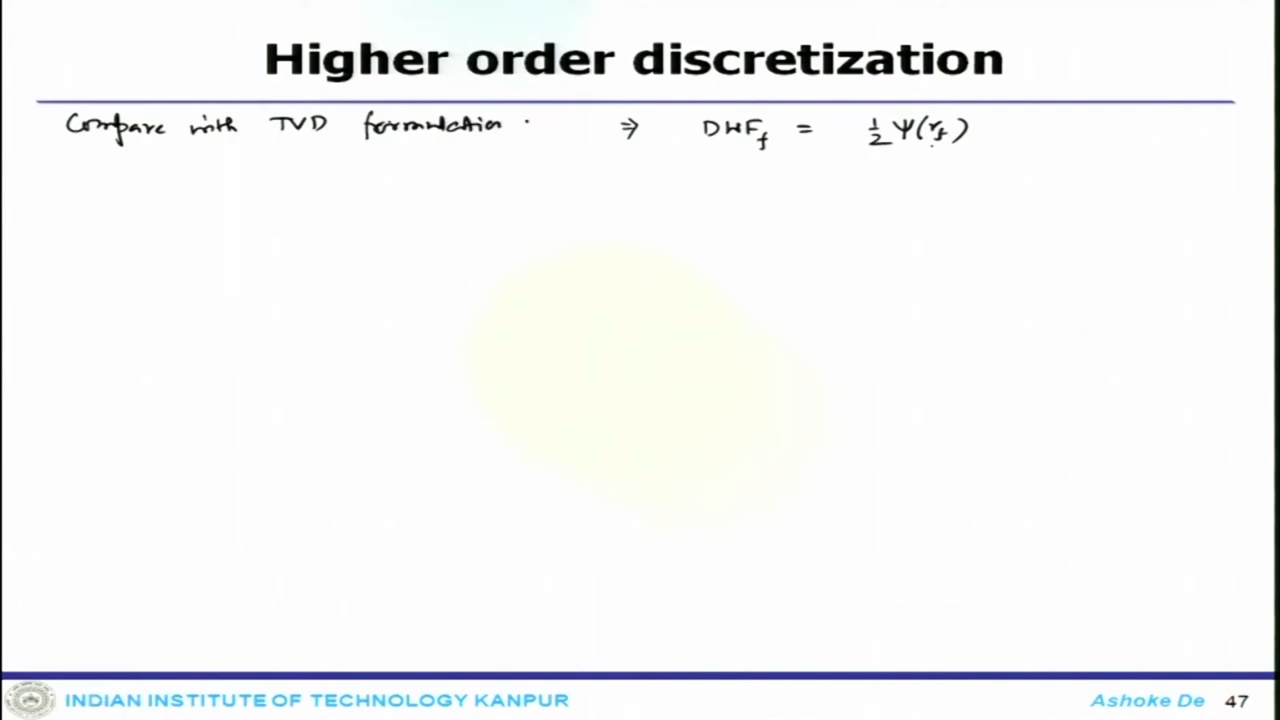 Higher order discretization
Compare with TVD formulation . ⇒ DWF_f = 1/2 Ψ(r_f)
INDIAN INSTITUTE OF TECHNOLOGY KANPUR
Ashoke De 47